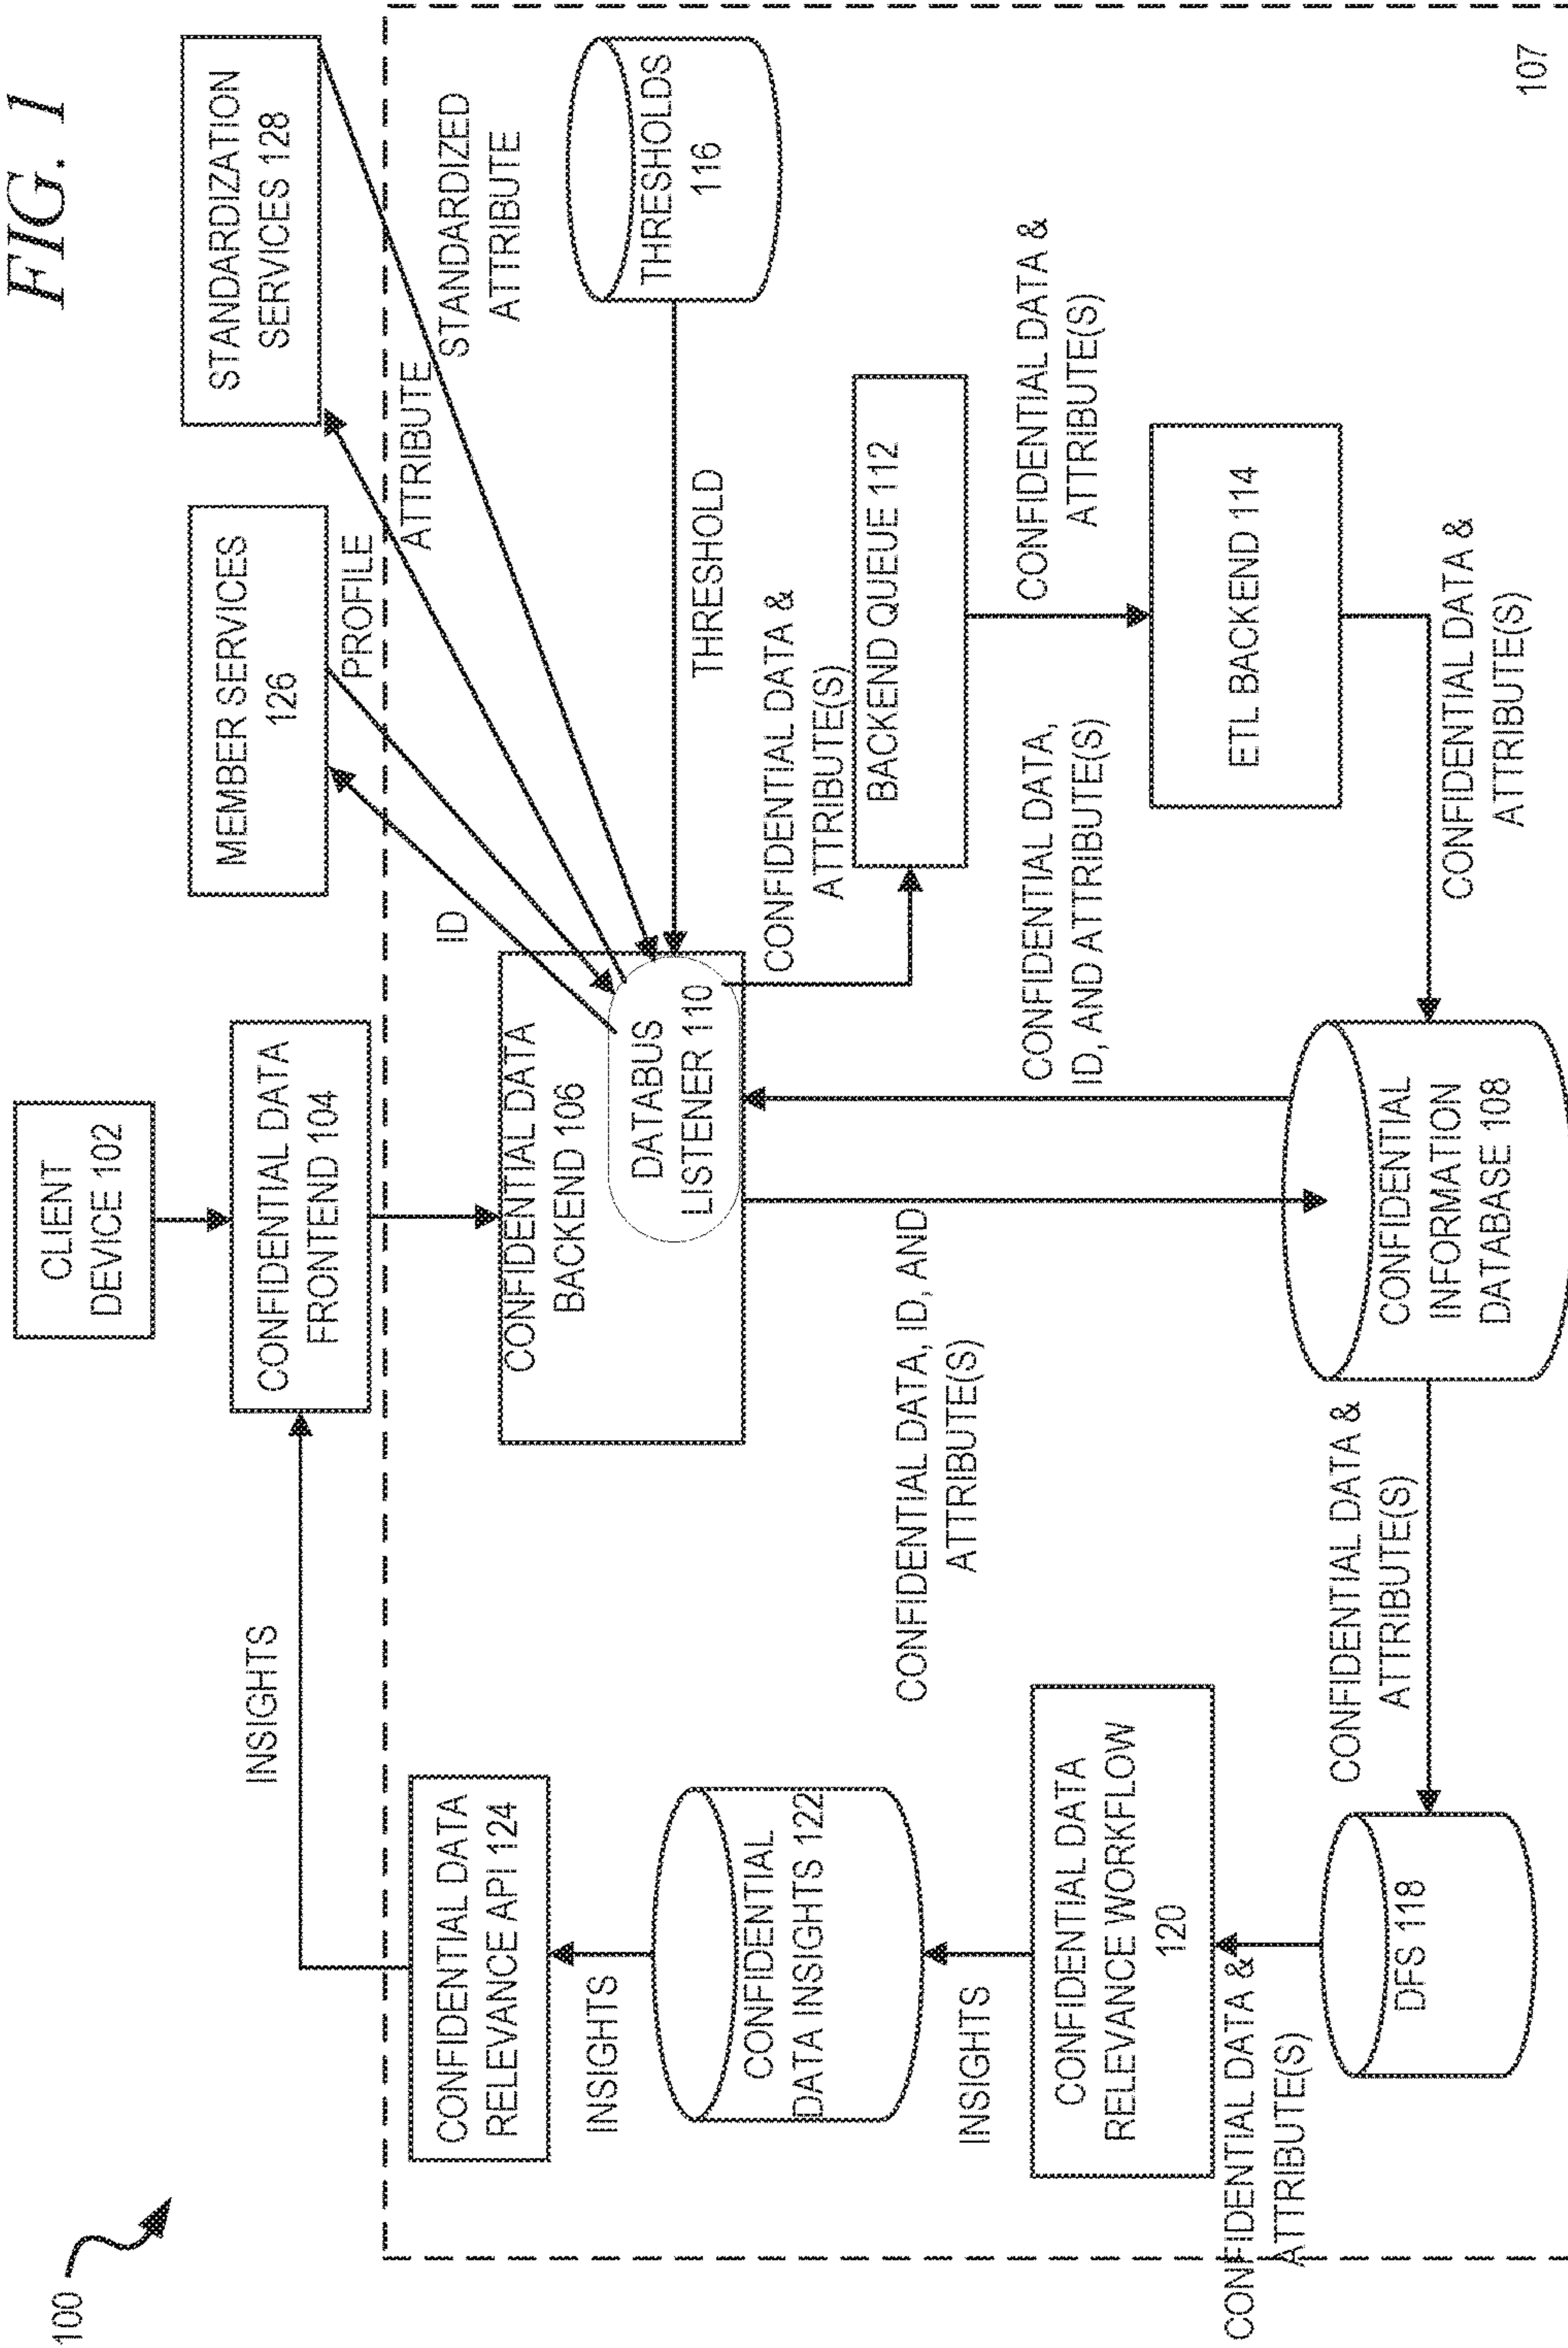 FIG. 1
100
CLIENT
DEVICE 102
INSIGHTS
CONFIDENTIAL DATA
FRONTEND 104
MEMBER SERVICES
126
STANDARDIZATION
SERVICES 128
CONFIDENTIAL DATA
RELEVANCE API 124
CONFIDENTIAL DATA
BACKEND 106
DATABUS
LISTENER 110
ID
PROFILE
ATTRIBUTE
STANDARDIZED
ATTRIBUTE
INSIGHTS
CONFIDENTIAL
DATA INSIGHTS 122
THRESHOLD
THRESHOLDS
116
CONFIDENTIAL DATA &
ATTRIBUTE(S)
BACKEND QUEUE 112
INSIGHTS
CONFIDENTIAL DATA, ID, AND
ATTRIBUTE(S)
CONFIDENTIAL DATA,
ID, AND ATTRIBUTE(S)
CONFIDENTIAL DATA &
ATTRIBUTE(S)
CONFIDENTIAL DATA
RELEVANCE WORKFLOW
120
ETL BACKEND 114
CONFIDENTIAL DATA &
ATTRIBUTE(S)
DFS 118
CONFIDENTIAL DATA &
ATTRIBUTE(S)
CONFIDENTIAL
INFORMATION
DATABASE 108
CONFIDENTIAL DATA &
ATTRIBUTE(S)
107